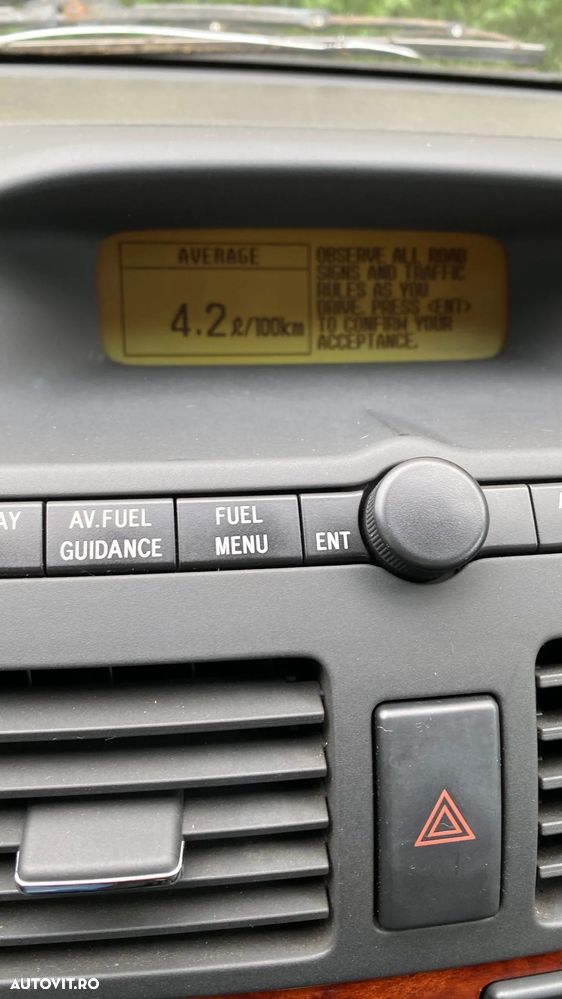 AVERAGE
4.2 ℓ/100km
OBSERVE ALL ROAD
SIGNS AND TRAFFIC
RULES AS YOU
DRIVE. PRESS <ENT>
TO CONFIRM YOUR
ACCEPTANCE.
AY
AV.FUEL
GUIDANCE
FUEL
MENU
ENT
AUTOVIT.RO